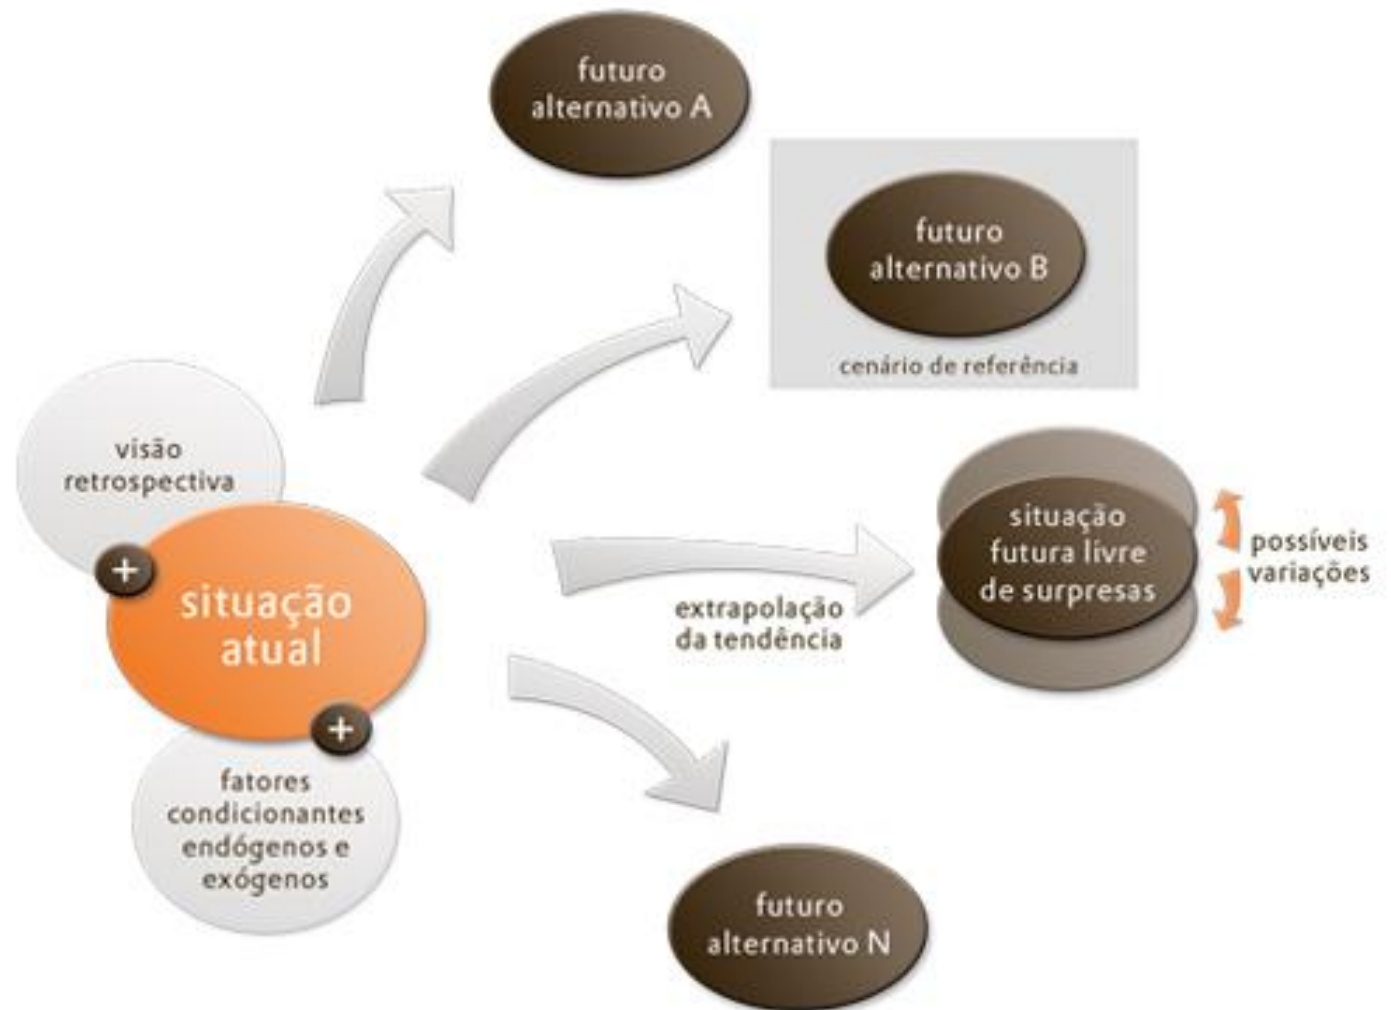 futuro
alternativo A
futuro
alternativo B
cenário de referência
visão
retrospectiva
+
situação
atual
+
fatores
condicionantes
endógenos e
exógenos
extrapolação
da tendência
situação
futura livre
de surpresas
possíveis
variações
futuro
alternativo N